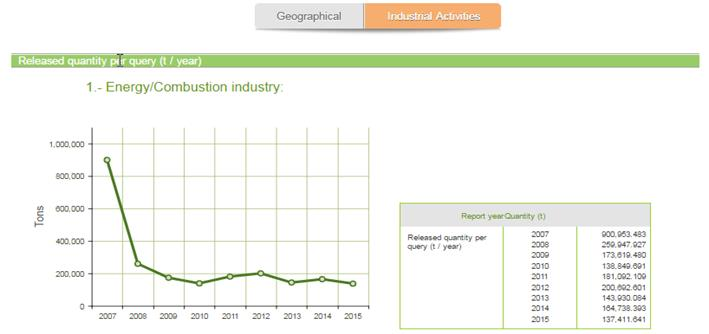 Geographical
Industrial Activities
Released quantity per query (t / year)
1.- Energy/Combustion industry:
1,000,000
800,000
600,000
400,000
200,000
0
Tons
2007 2008 2009 2010 2011 2012 2013 2014 2015
Report year Quantity (t)
Released quantity per
query (t / year)
2007 900,953.483
2008 259,947.927
2009 173,619.480
2010 138,849.691
2011 181,092.109
2012 200,692.601
2013 143,930.084
2014 164,738.393
2015 137,411.641